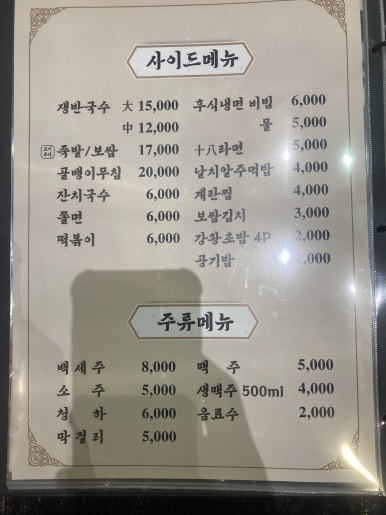 사이드메뉴
쟁반국수 大 15,000 후식냉면 비빔 6,000
中 12,000 물 5,000
족발/보쌈 17,000 十八라면 5,000
골뱅이무침 20,000 날치알주먹밥 4,000
잔치국수 6,000 계란찜 4,000
쫄면 6,000 보쌈김치 3,000
떡볶이 6,000 강황초밥 4P 2,000
공기밥 ,000
주류메뉴
백세주 8,000 맥주 5,000
소주 5,000 생맥주 500ml 4,000
청하 6,000 음료수 2,000
막걸리 5,000